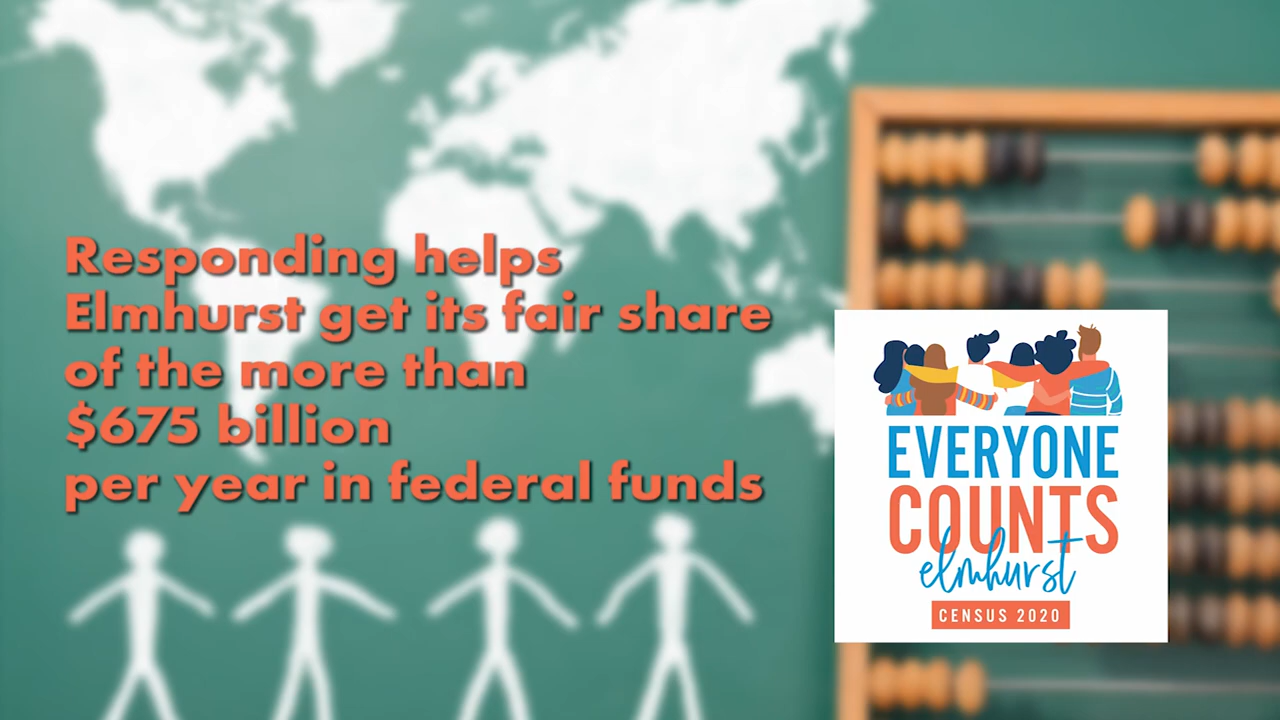 Responding helps
Elmhurst get its fair share
of the more than
$675 billion
per year in federal funds
EVERYONE
COUNTS
elmhurst
CENSUS 2020